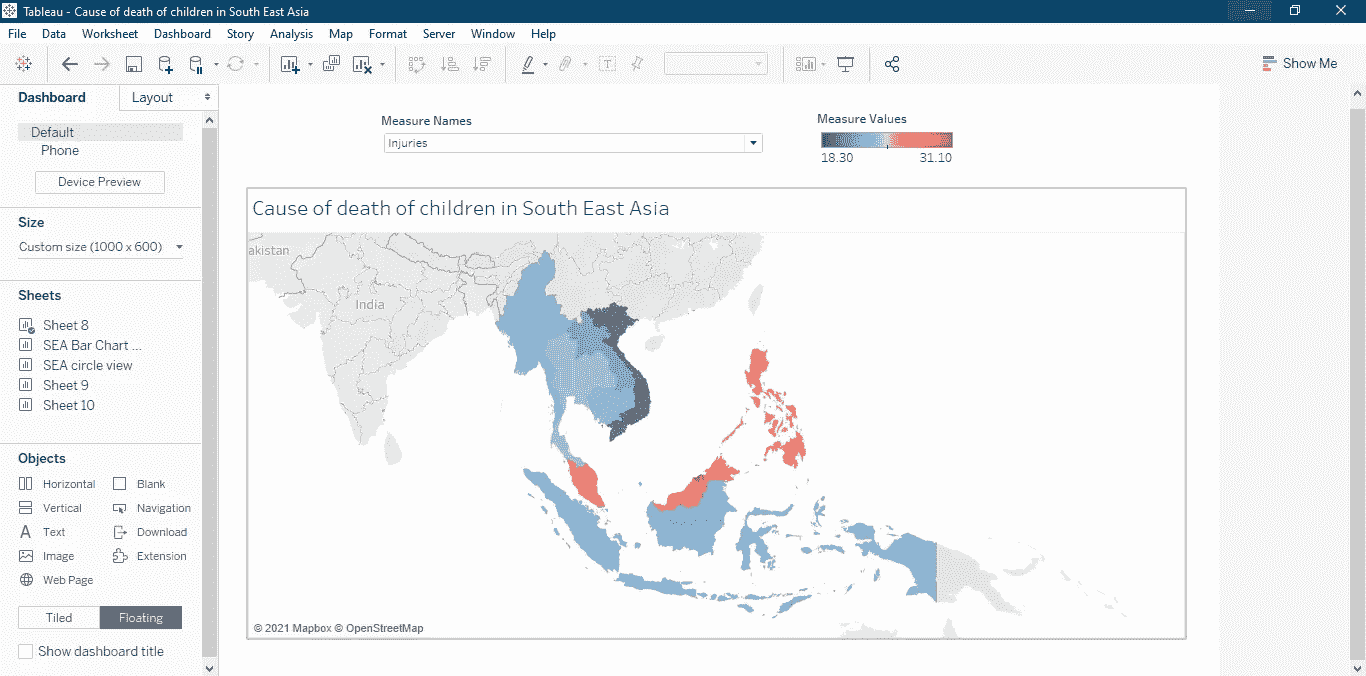 Tableau - Cause of death of children in South East Asia
File Data Worksheet Dashboard Story Analysis Map Format Server Window Help
Show Me
Dashboard Layout
Default
Phone
Device Preview
Size
Custom size (1000 x 600)
Sheets
Sheet 8
SEA Bar Chart ...
SEA circle view
Sheet 9
Sheet 10
Objects
Horizontal Blank
Vertical Navigation
Text Download
Image Extension
Web Page
Tiled Floating
Show dashboard title
Measure Names
Injuries
Measure Values
18.30 31.10
Cause of death of children in South East Asia
akistan
India
© 2021 Mapbox © OpenStreetMap